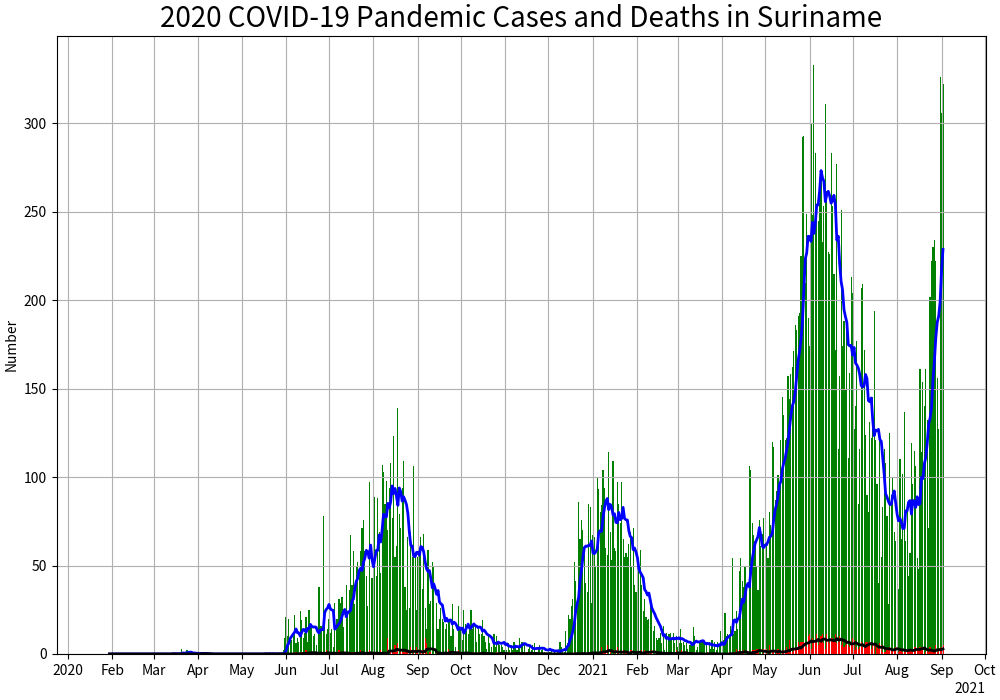 2020 COVID-19 Pandemic Cases and Deaths in Suriname
Number
300
250
200
150
100
50
0
2020 Feb Mar Apr May Jun Jul Aug Sep Oct Nov Dec 2021 Feb Mar Apr May Jun Jul Aug Sep Oct
2021